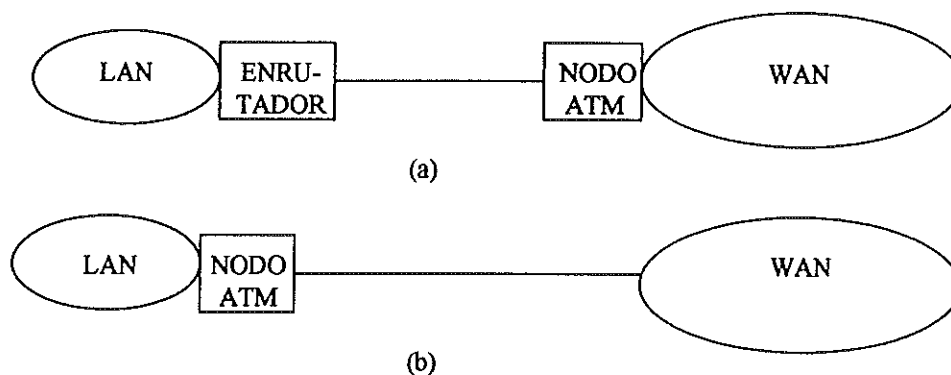 LAN
ENRU-
TADOR
NODO
ATM
WAN
(a)
LAN
NODO
ATM
WAN
(b)